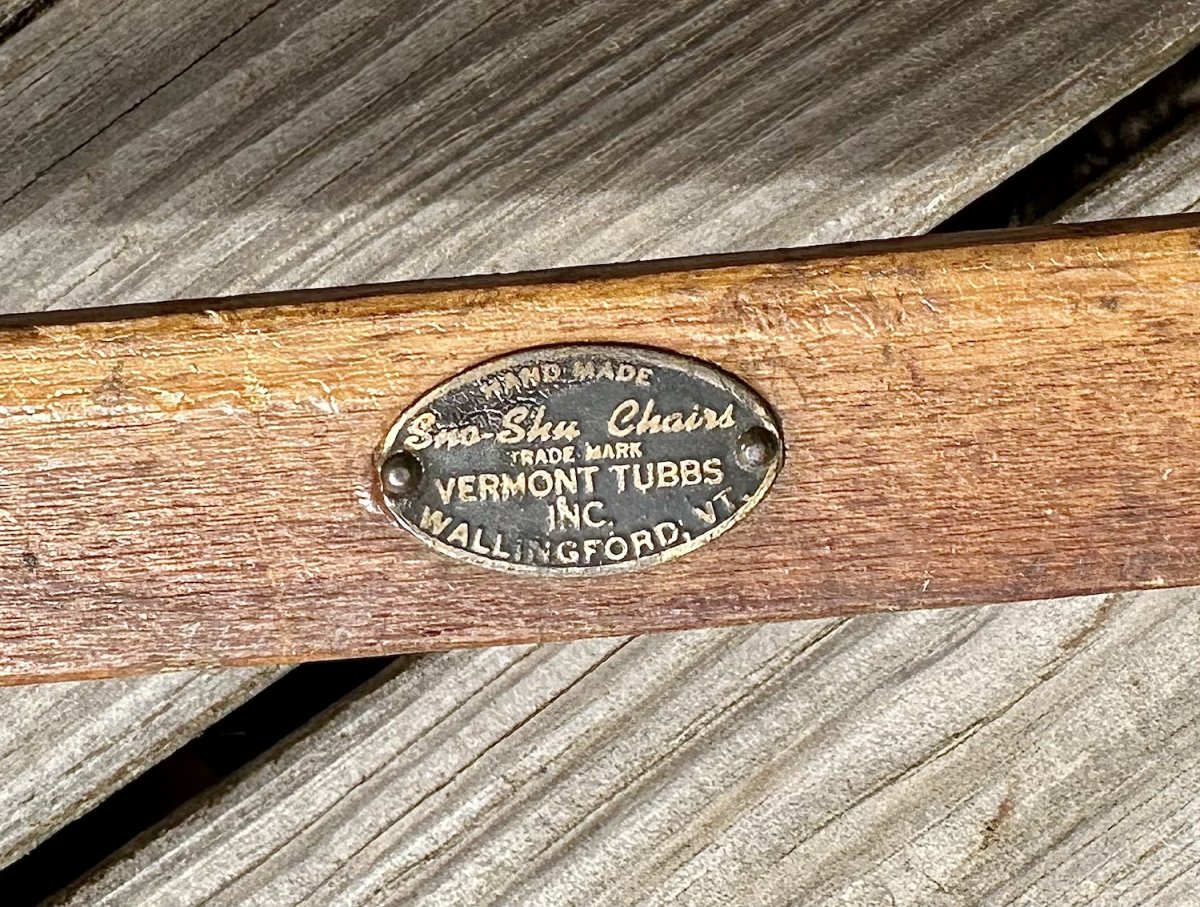 HAND MADE
Sno-Shu Chairs
TRADE MARK
VERMONT TUBBS
INC.
WALLINGFORD, VT.